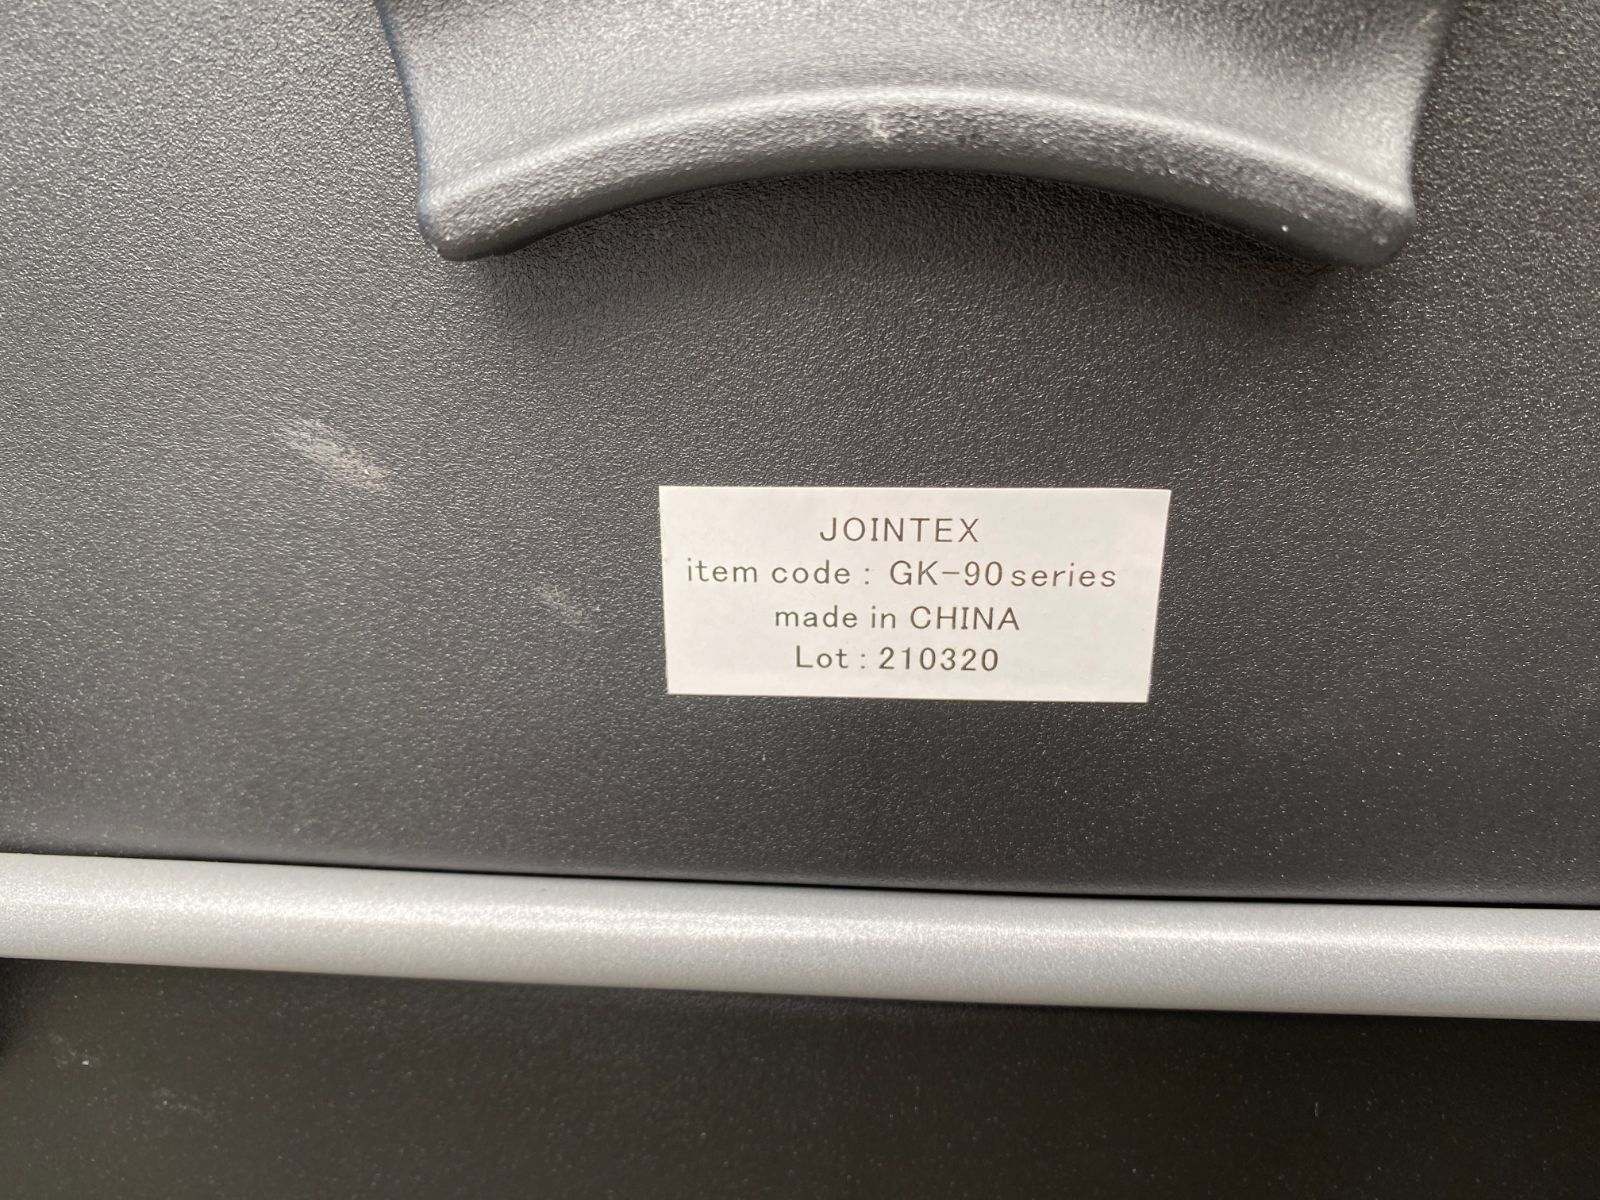 JOINTEX
item code : GK-90series
made in CHINA
Lot : 210320